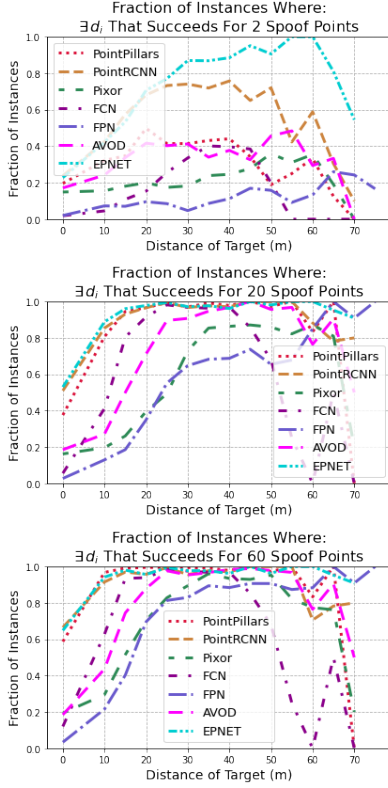 Fraction of Instances Where:
∃ dᵢ That Succeeds For 2 Spoof Points
Fraction of Instances
1.0
0.8
0.6
0.4
0.2
0.0
PointPillars
PointRCNN
Pixor
FCN
FPN
AVOD
EPNET
0 10 20 30 40 50 60 70
Distance of Target (m)
Fraction of Instances Where:
∃ dᵢ That Succeeds For 20 Spoof Points
Fraction of Instances
1.0
0.8
0.6
0.4
0.2
0.0
PointPillars
PointRCNN
Pixor
FCN
FPN
AVOD
EPNET
0 10 20 30 40 50 60 70
Distance of Target (m)
Fraction of Instances Where:
∃ dᵢ That Succeeds For 60 Spoof Points
Fraction of Instances
1.0
0.8
0.6
0.4
0.2
0.0
PointPillars
PointRCNN
Pixor
FCN
FPN
AVOD
EPNET
0 10 20 30 40 50 60 70
Distance of Target (m)